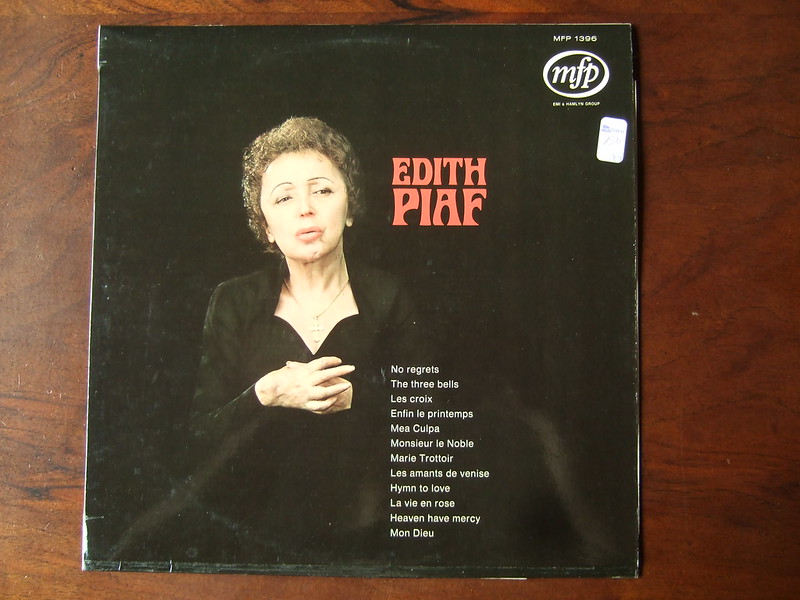 MFP 1396
mfp
EMI & HAMLYN GROUP
EDITH
PIAF
No regrets
The three bells
Les croix
Enfin le printemps
Mea Culpa
Monsieur le Noble
Marie Trottoir
Les amants de venise
Hymn to love
La vie en rose
Heaven have mercy
Mon Dieu